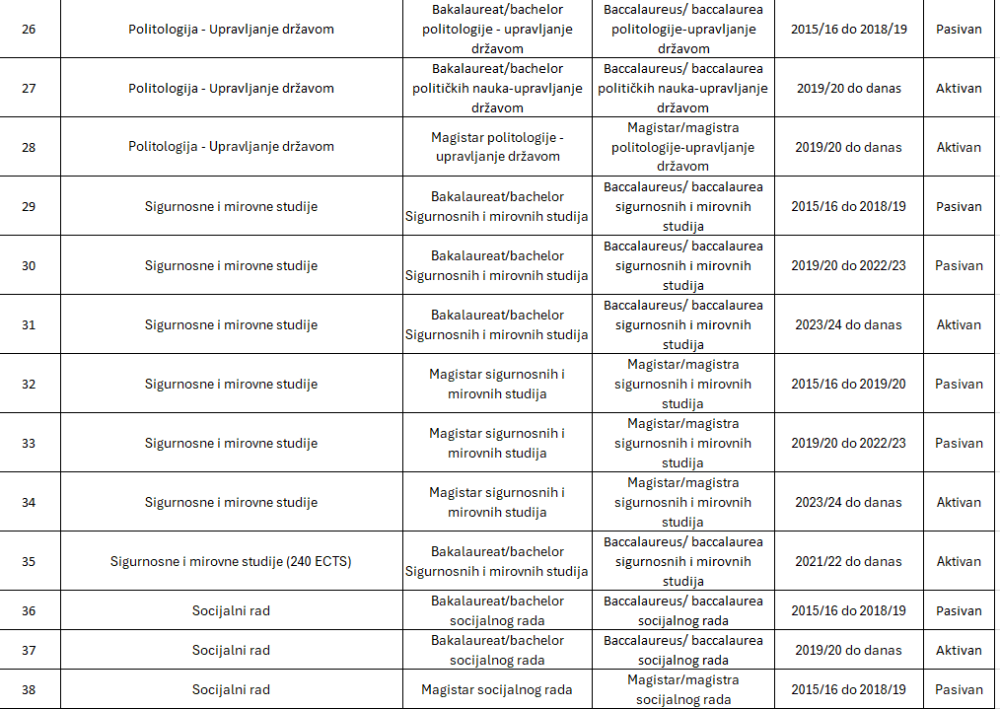 26
Politologija - Upravljanje državom
Bakalaureat/bachelor
politologije - upravljanje
državom
Baccalaureus/ baccalaurea
politologije-upravljanje
državom
2015/16 do 2018/19
Pasivan
27
Politologija - Upravljanje državom
Bakalaureat/bachelor
političkih nauka-upravljanje
državom
Baccalaureus/ baccalaurea
političkih nauka-upravljanje
državom
2019/20 do danas
Aktivan
28
Politologija - Upravljanje državom
Magistar politologije -
upravljanje državom
Magistar/magistra
politologije-upravljanje
državom
2019/20 do danas
Aktivan
29
Sigurnosne i mirovne studije
Bakalaureat/bachelor
Sigurnosnih i mirovnih studija
Baccalaureus/ baccalaurea
sigurnosnih i mirovnih
studija
2015/16 do 2018/19
Pasivan
30
Sigurnosne i mirovne studije
Bakalaureat/bachelor
Sigurnosnih i mirovnih studija
Baccalaureus/ baccalaurea
sigurnosnih i mirovnih
studija
2019/20 do 2022/23
Pasivan
31
Sigurnosne i mirovne studije
Bakalaureat/bachelor
Sigurnosnih i mirovnih studija
Baccalaureus/ baccalaurea
sigurnosnih i mirovnih
studija
2023/24 do danas
Aktivan
32
Sigurnosne i mirovne studije
Magistar sigurnosnih i
mirovnih studija
Magistar/magistra
sigurnosnih i mirovnih
studija
2015/16 do 2019/20
Pasivan
33
Sigurnosne i mirovne studije
Magistar sigurnosnih i
mirovnih studija
Magistar/magistra
sigurnosnih i mirovnih
studija
2019/20 do 2022/23
Pasivan
34
Sigurnosne i mirovne studije
Magistar sigurnosnih i
mirovnih studija
Magistar/magistra
sigurnosnih i mirovnih
studija
2023/24 do danas
Aktivan
35
Sigurnosne i mirovne studije (240 ECTS)
Bakalaureat/bachelor
Sigurnosnih i mirovnih studija
Baccalaureus/ baccalaurea
sigurnosnih i mirovnih
studija
2021/22 do danas
Aktivan
36
Socijalni rad
Bakalaureat/bachelor
socijalnog rada
Baccalaureus/ baccalaurea
socijalnog rada
2015/16 do 2018/19
Pasivan
37
Socijalni rad
Bakalaureat/bachelor
socijalnog rada
Baccalaureus/ baccalaurea
socijalnog rada
2019/20 do danas
Aktivan
38
Socijalni rad
Magistar socijalnog rada
Magistar/magistra
socijalnog rada
2015/16 do 2018/19
Pasivan